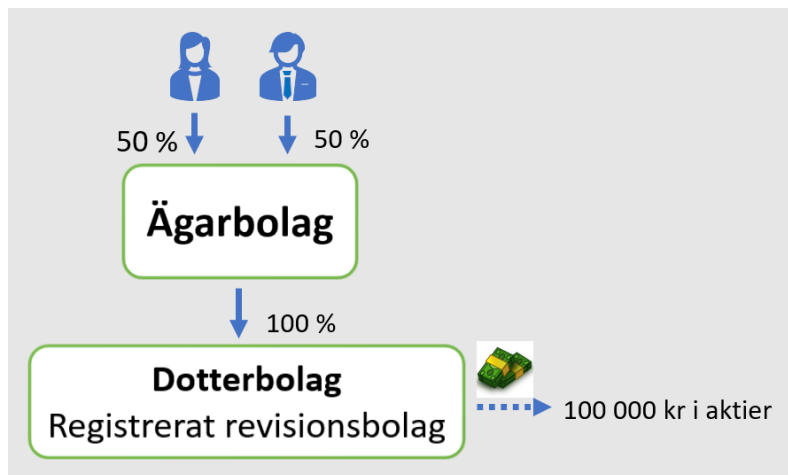 50 %
50 %
Ägarbolag
100 %
Dotterbolag
Registrerat revisionsbolag
100 000 kr i aktier